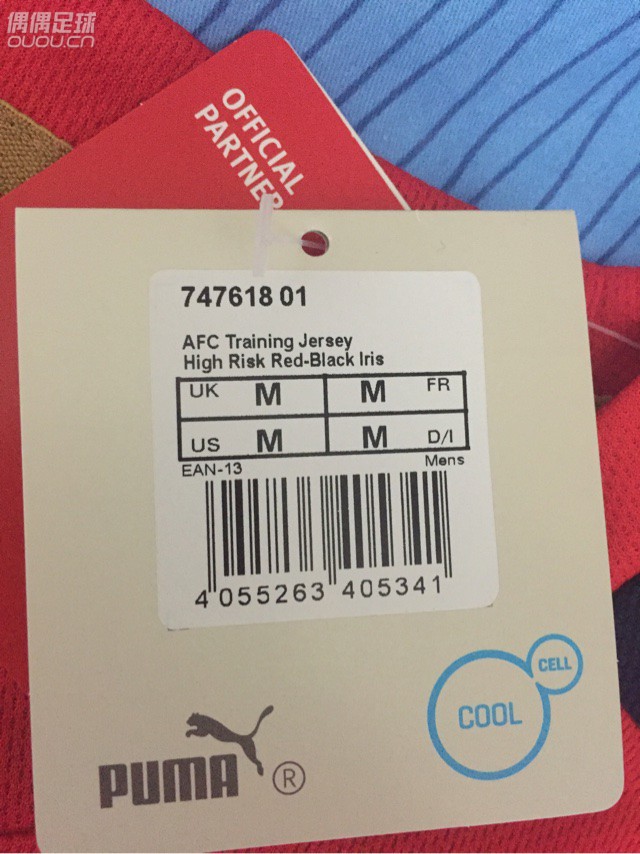 偶偶足球
ouou.cn
OFFICIAL
PARTNER
747618 01
AFC Training Jersey
High Risk Red-Black Iris
UK M M FR
US M M D/I
EAN-13 Mens
4 055263 405341
CELL
COOL
PUMA ®